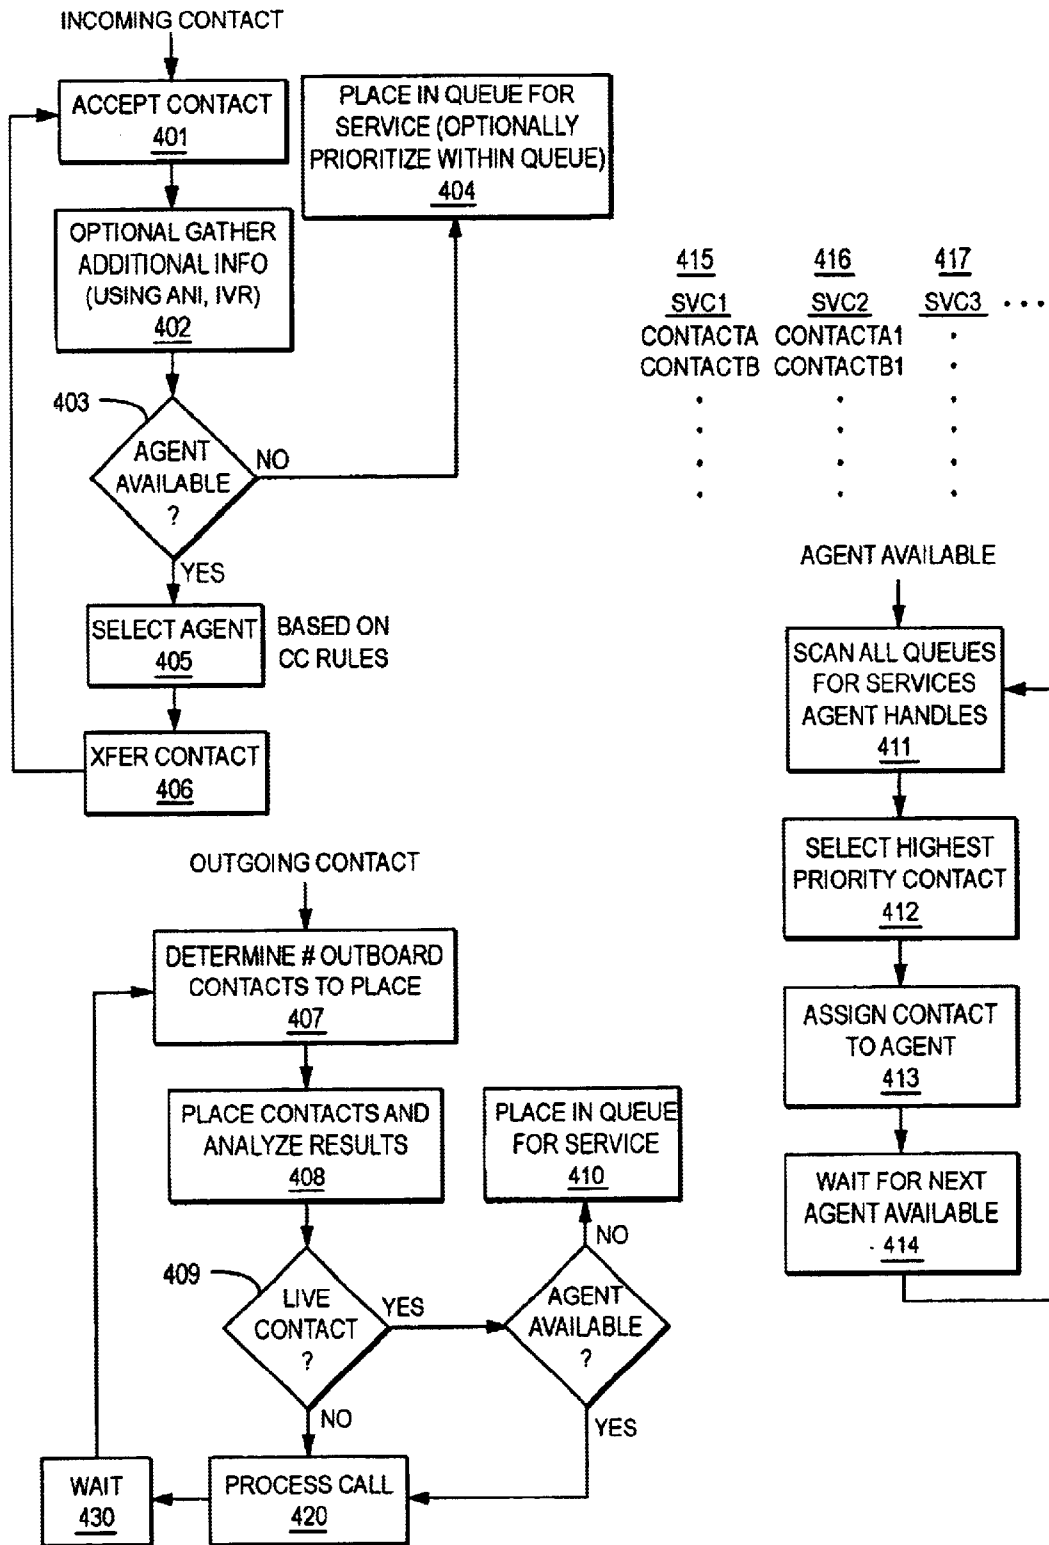 INCOMING CONTACT
ACCEPT CONTACT
401
OPTIONAL GATHER
ADDITIONAL INFO
(USING ANI, IVR)
402
403
AGENT
AVAILABLE
?
NO
YES
PLACE IN QUEUE FOR
SERVICE (OPTIONALLY
PRIORITIZE WITHIN QUEUE)
404
SELECT AGENT
405
BASED ON
CC RULES
XFER CONTACT
406
415 416 417
SVC1 SVC2 SVC3 • • •
CONTACTA CONTACTA1
CONTACTB CONTACTB1
AGENT AVAILABLE
SCAN ALL QUEUES
FOR SERVICES
AGENT HANDLES
411
SELECT HIGHEST
PRIORITY CONTACT
412
ASSIGN CONTACT
TO AGENT
413
WAIT FOR NEXT
AGENT AVAILABLE
414
OUTGOING CONTACT
DETERMINE # OUTBOARD
CONTACTS TO PLACE
407
PLACE CONTACTS AND
ANALYZE RESULTS
408
PLACE IN QUEUE
FOR SERVICE
410
409
LIVE
CONTACT
?
YES
NO
AGENT
AVAILABLE
?
NO
YES
PROCESS CALL
420
WAIT
430